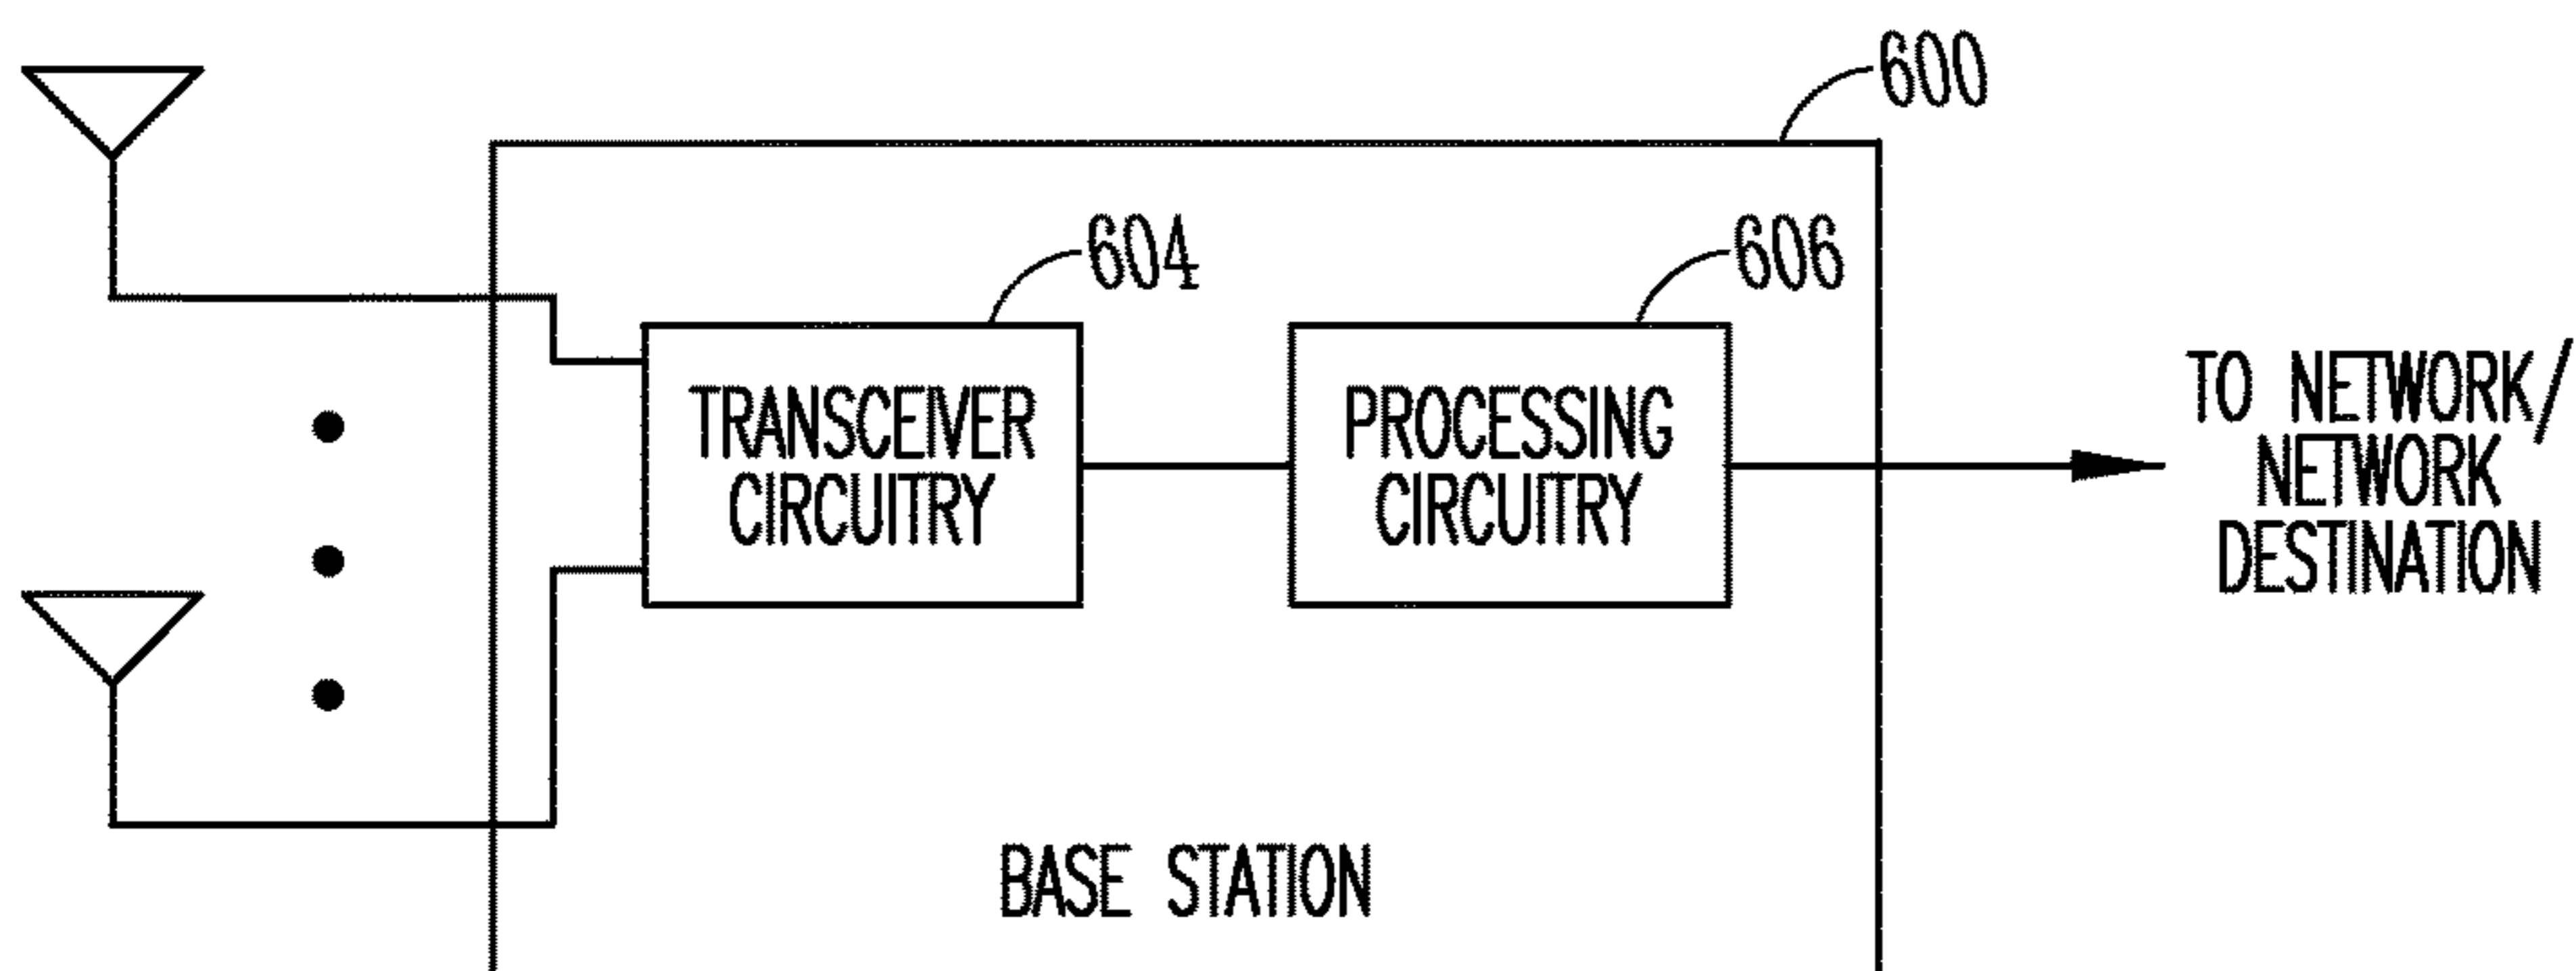 600
604
606
TRANSCEIVER
CIRCUITRY
PROCESSING
CIRCUITRY
TO NETWORK/
NETWORK
DESTINATION
BASE STATION